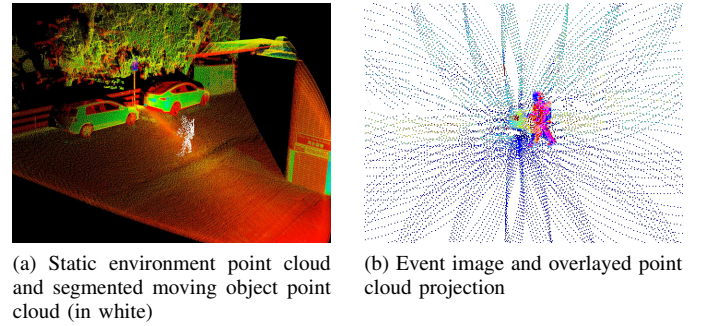 (a) Static environment point cloud
and segmented moving object point
cloud (in white)
(b) Event image and overlayed point
cloud projection